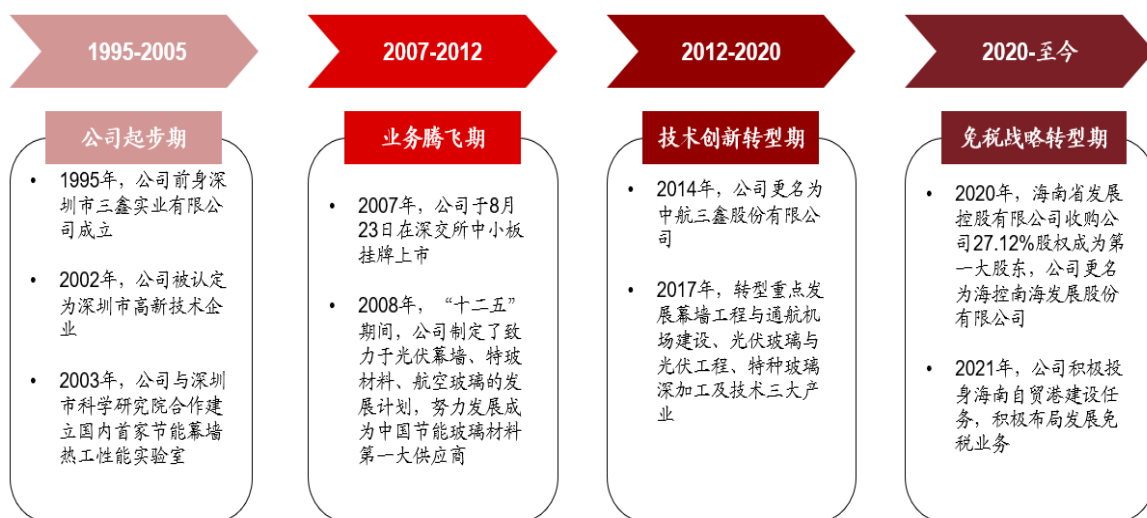 1995-2005
公司起步期
• 1995年，公司前身深
圳市三鑫实业有限公
司成立
• 2002年，公司被认定
为深圳市高新技术企
业
• 2003年，公司与深圳
市科学研究院合作建
立国内首家节能幕墙
热工性能实验室
2007-2012
业务腾飞期
• 2007年，公司于8月
23日在深交所中小板
挂牌上市
• 2008年，“十二五”
期间，公司制定了致
力于光伏幕墙、特玻
材料、航空玻璃的发
展计划，努力发展成
为中国节能玻璃材料
第一大供应商
2012-2020
技术创新转型期
• 2014年，公司更名为
中航三鑫股份有限公
司
• 2017年，转型重点发
展幕墙工程与通航机
场建设、光伏玻璃与
光伏工程、特种玻璃
深加工及技术三大产
业
2020-至今
免税战略转型期
• 2020年，海南省发展
控股有限公司收购公
司27.12%股权成为第
一大股东，公司更名
为海控南海发展股份
有限公司
• 2021年，公司积极投
身海南自贸港建设任
务，积极布局发展免
税业务